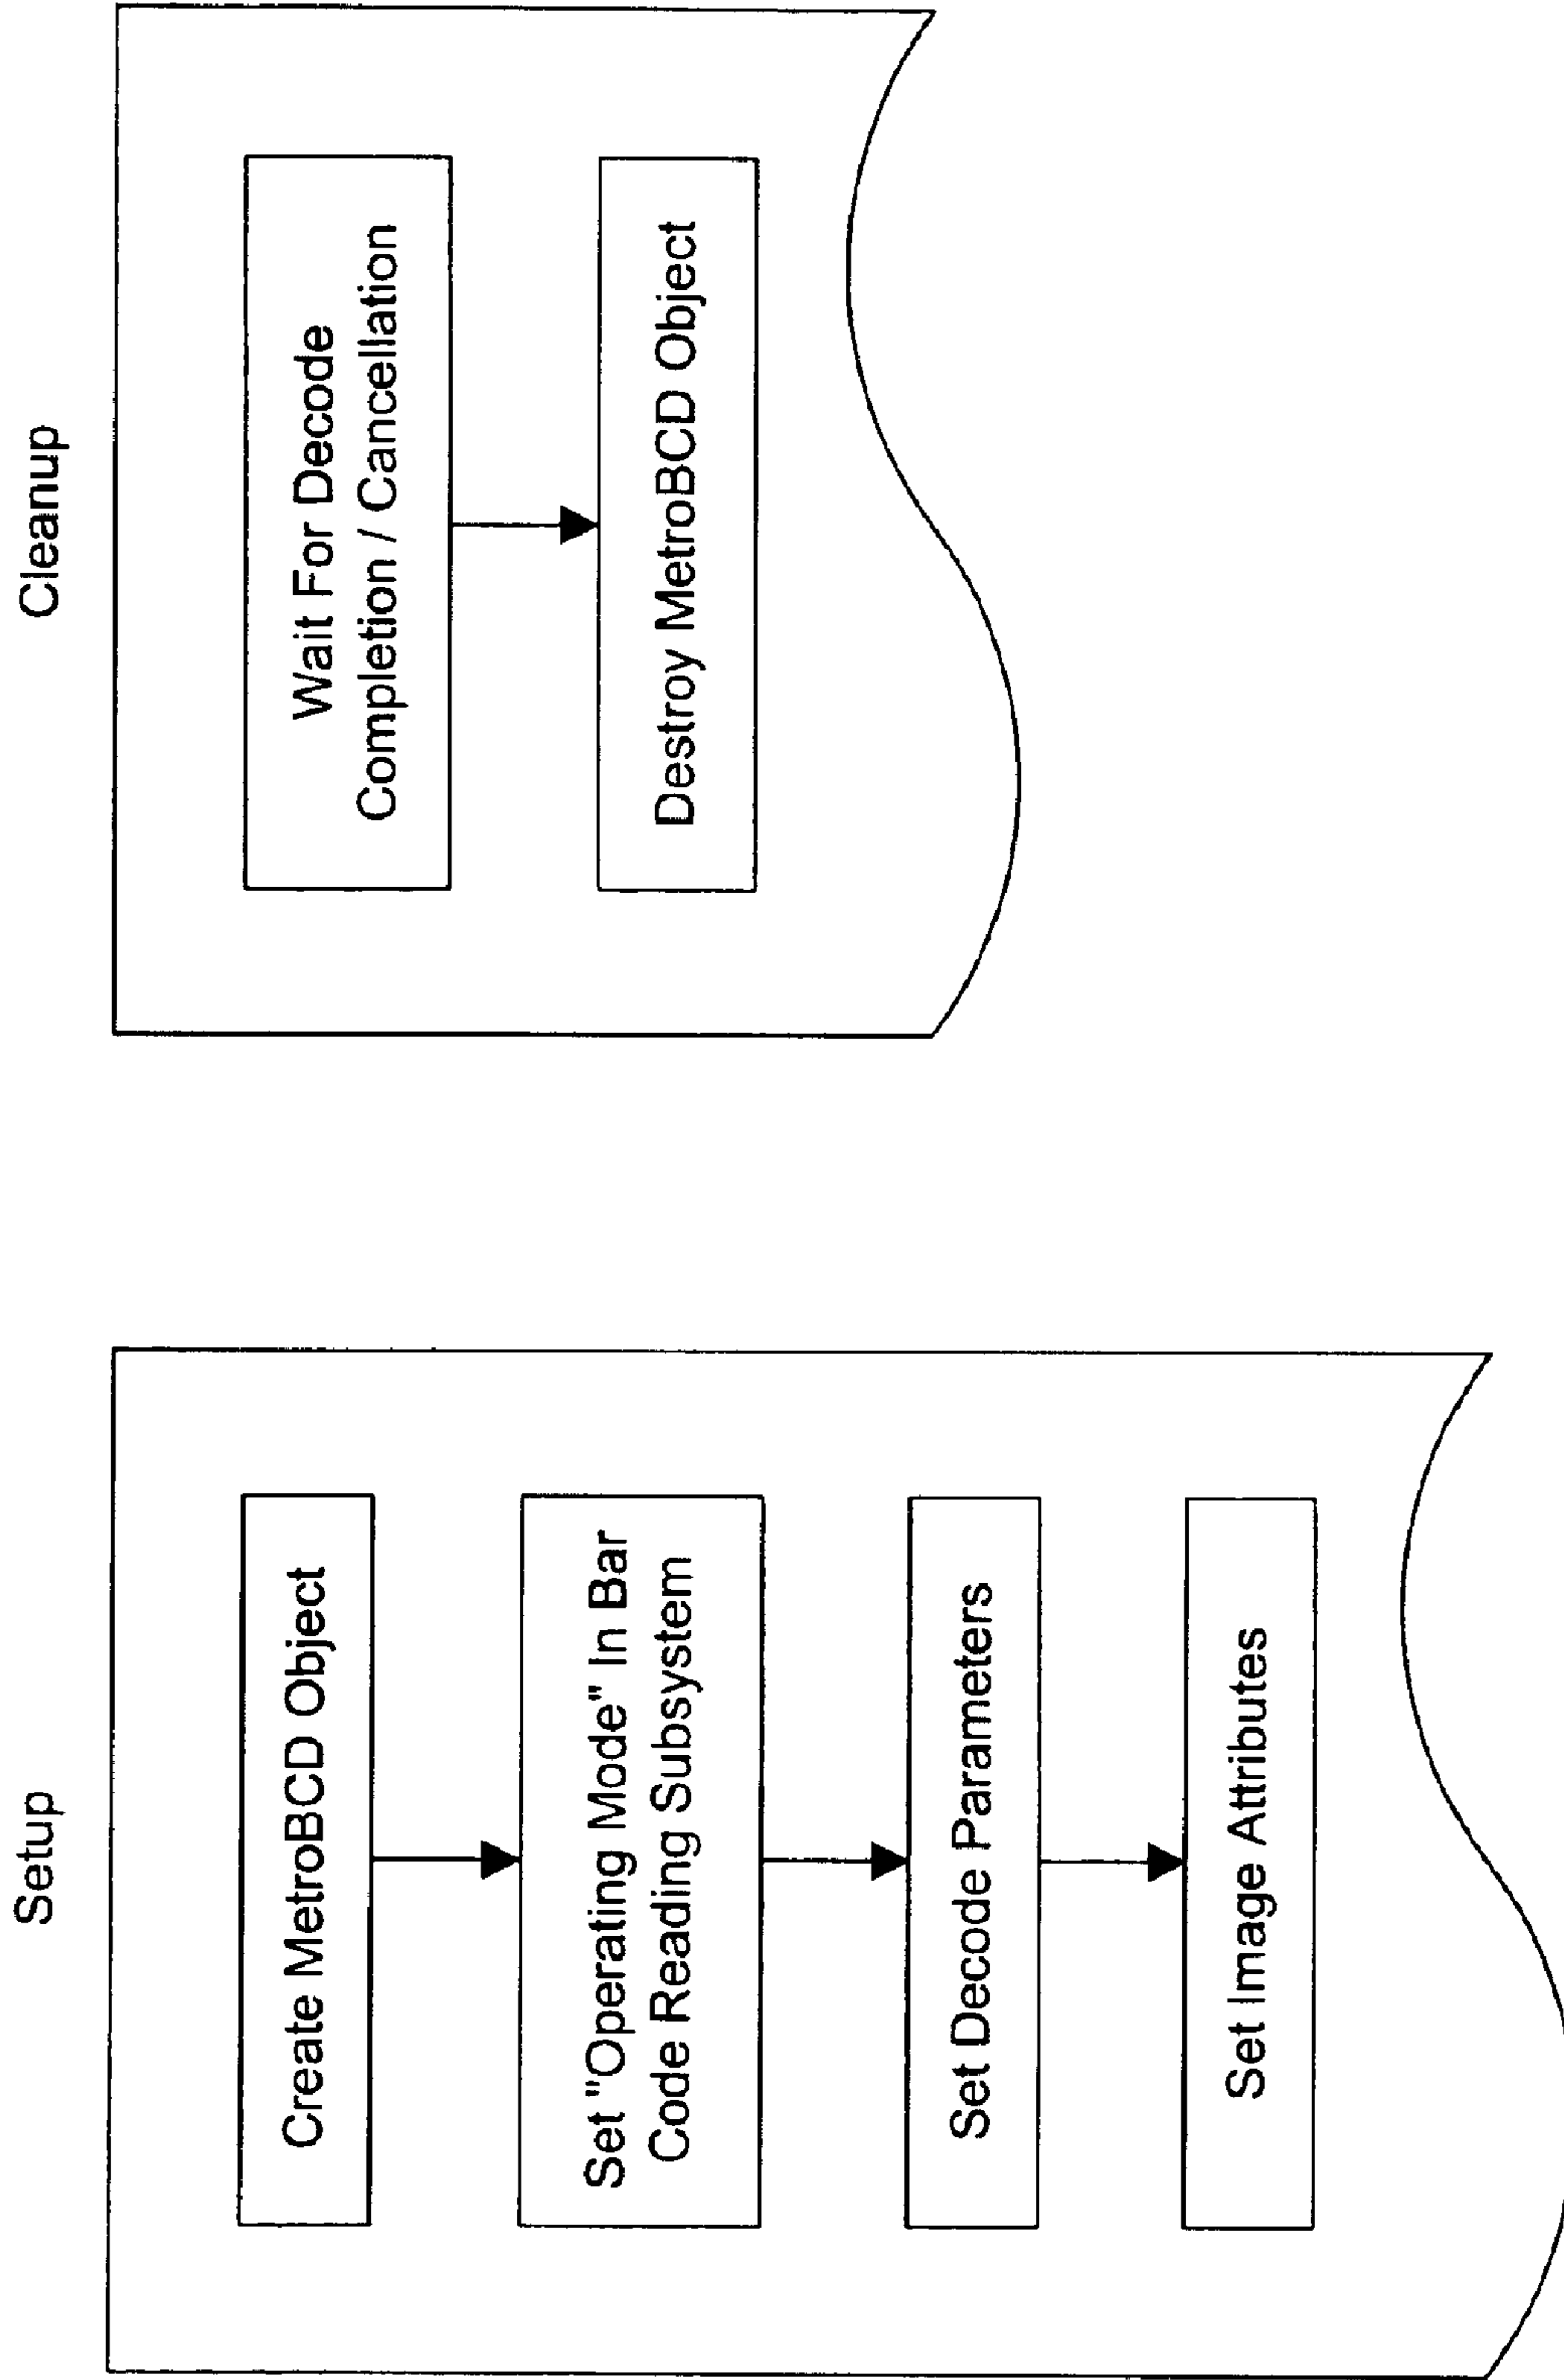 Setup
Create MetroBCD Object
Set "Operating Mode" In Bar
Code Reading Subsystem
Set Decode Parameters
Set Image Attributes
Cleanup
Wait For Decode
Completion / Cancellation
Destroy MetroBCD Object